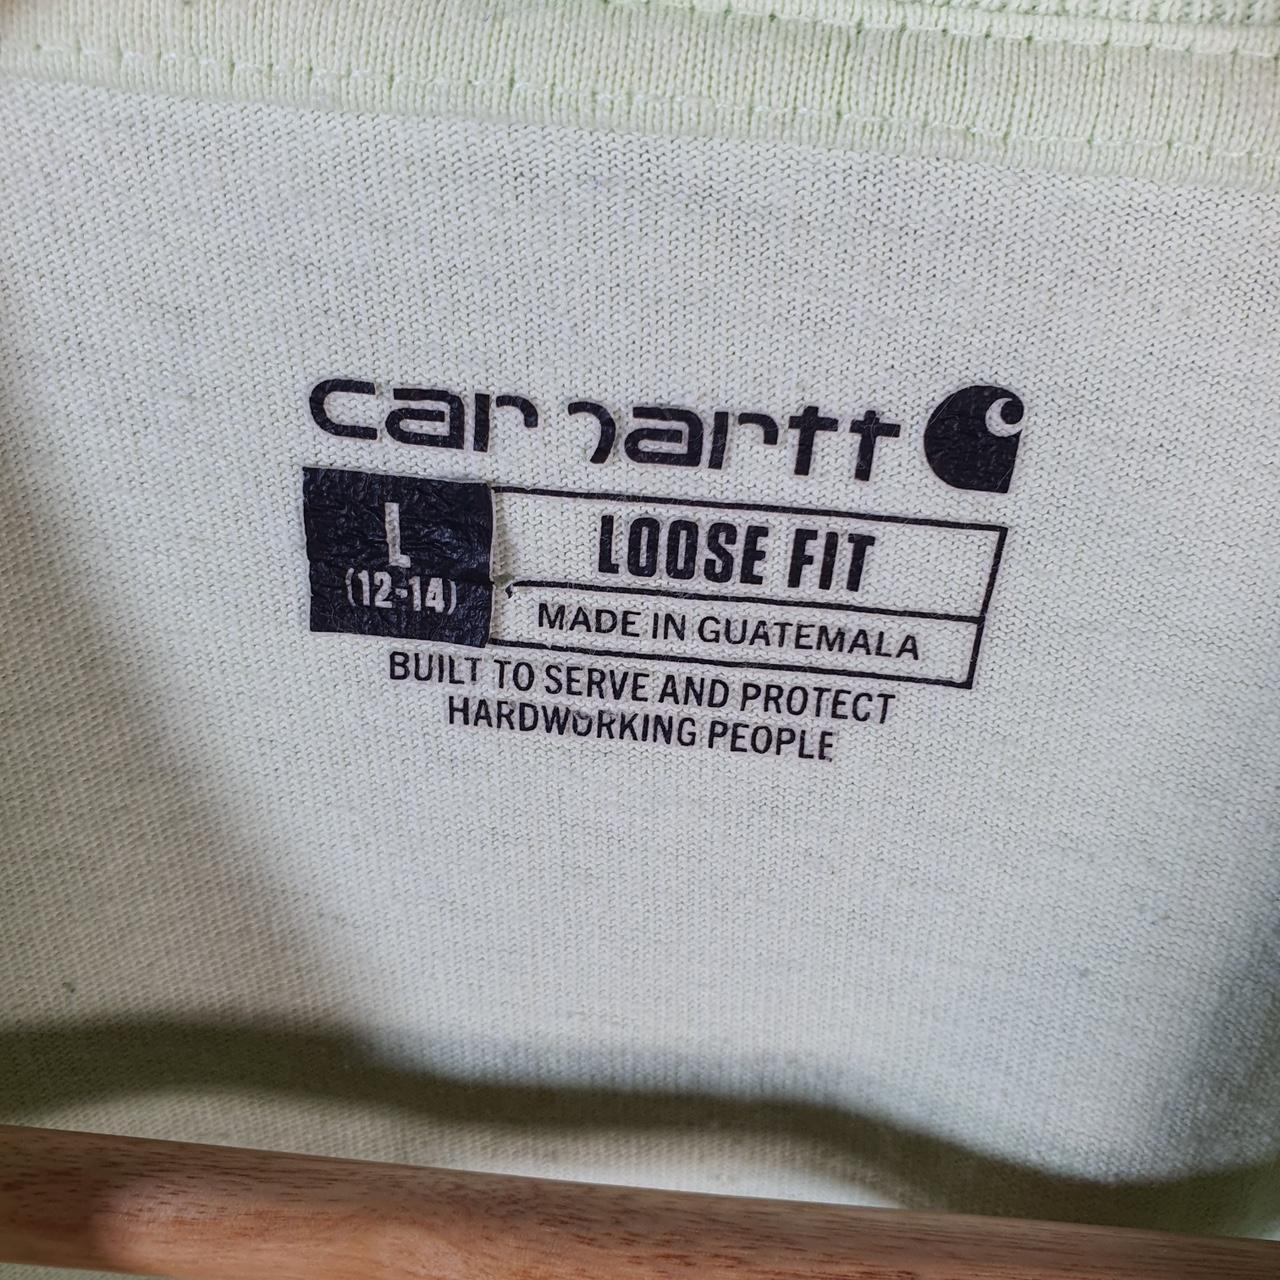 carhartt
L
(12-14)
LOOSE FIT
MADE IN GUATEMALA
BUILT TO SERVE AND PROTECT
HARDWORKING PEOPLE